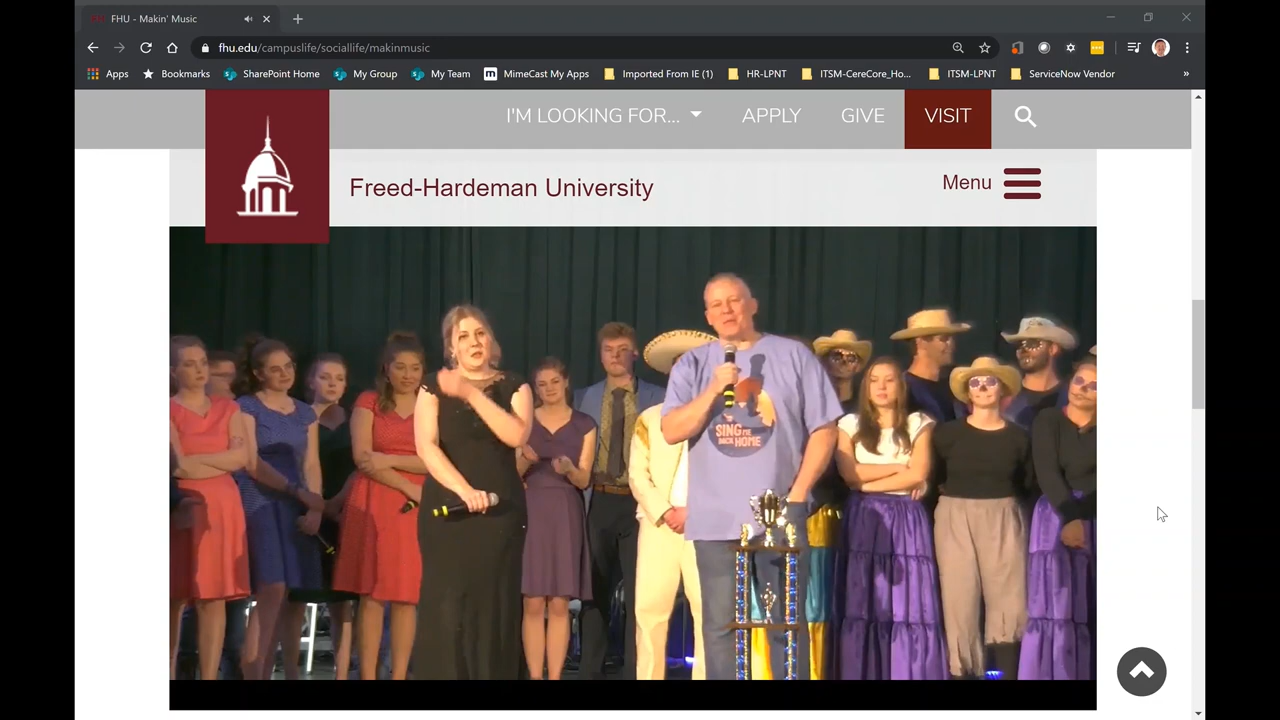 FHU - Makin' Music
fhu.edu/campuslife/sociallife/makinmusic
Apps Bookmarks SharePoint Home My Group My Team m MimeCast My Apps Imported From IE (1) HR-LPNT ITSM-CereCore_Ho... ITSM-LPNT ServiceNow Vendor »
I'M LOOKING FOR... APPLY GIVE VISIT
Freed-Hardeman University
Menu
SING ME
BACK HOME